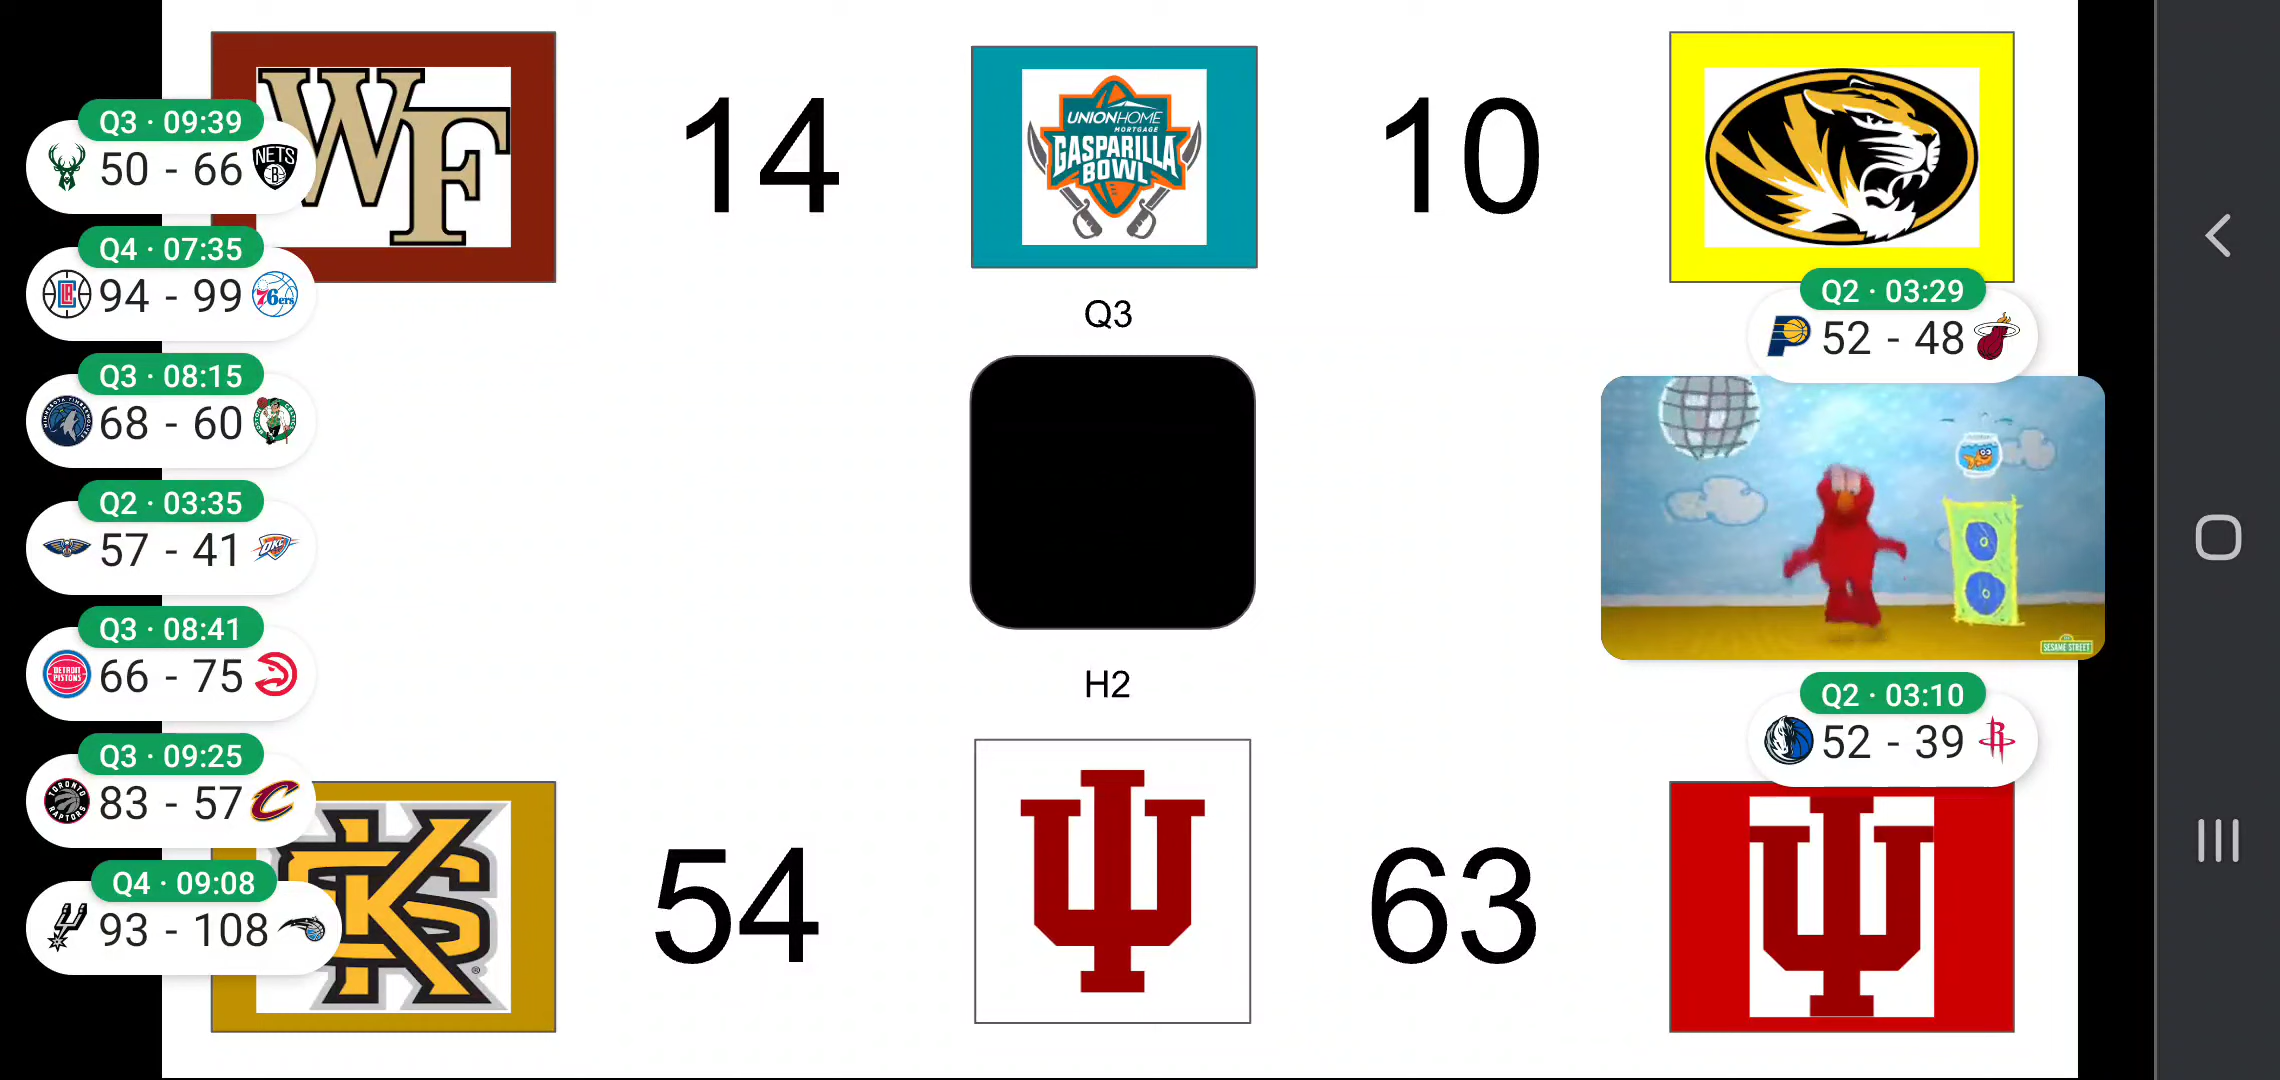 WF
14
UNIONHOME
MORTGAGE
GASPARILLA
BOWL
10
Q3 · 09:39
50 - 66
NETS
B
Q4 · 07:35
94 - 99
76ers
Q3
Q2 · 03:29
52 - 48
Q3 · 08:15
68 - 60
Q2 · 03:35
57 - 41
OKC
Q3 · 08:41
DETROIT
PISTONS
66 - 75
SESAME STREET
H2
Q2 · 03:10
52 - 39
R
Q3 · 09:25
TORONTO
RAPTORS
83 - 57
C
Q4 · 09:08
93 - 108
KS
54
63